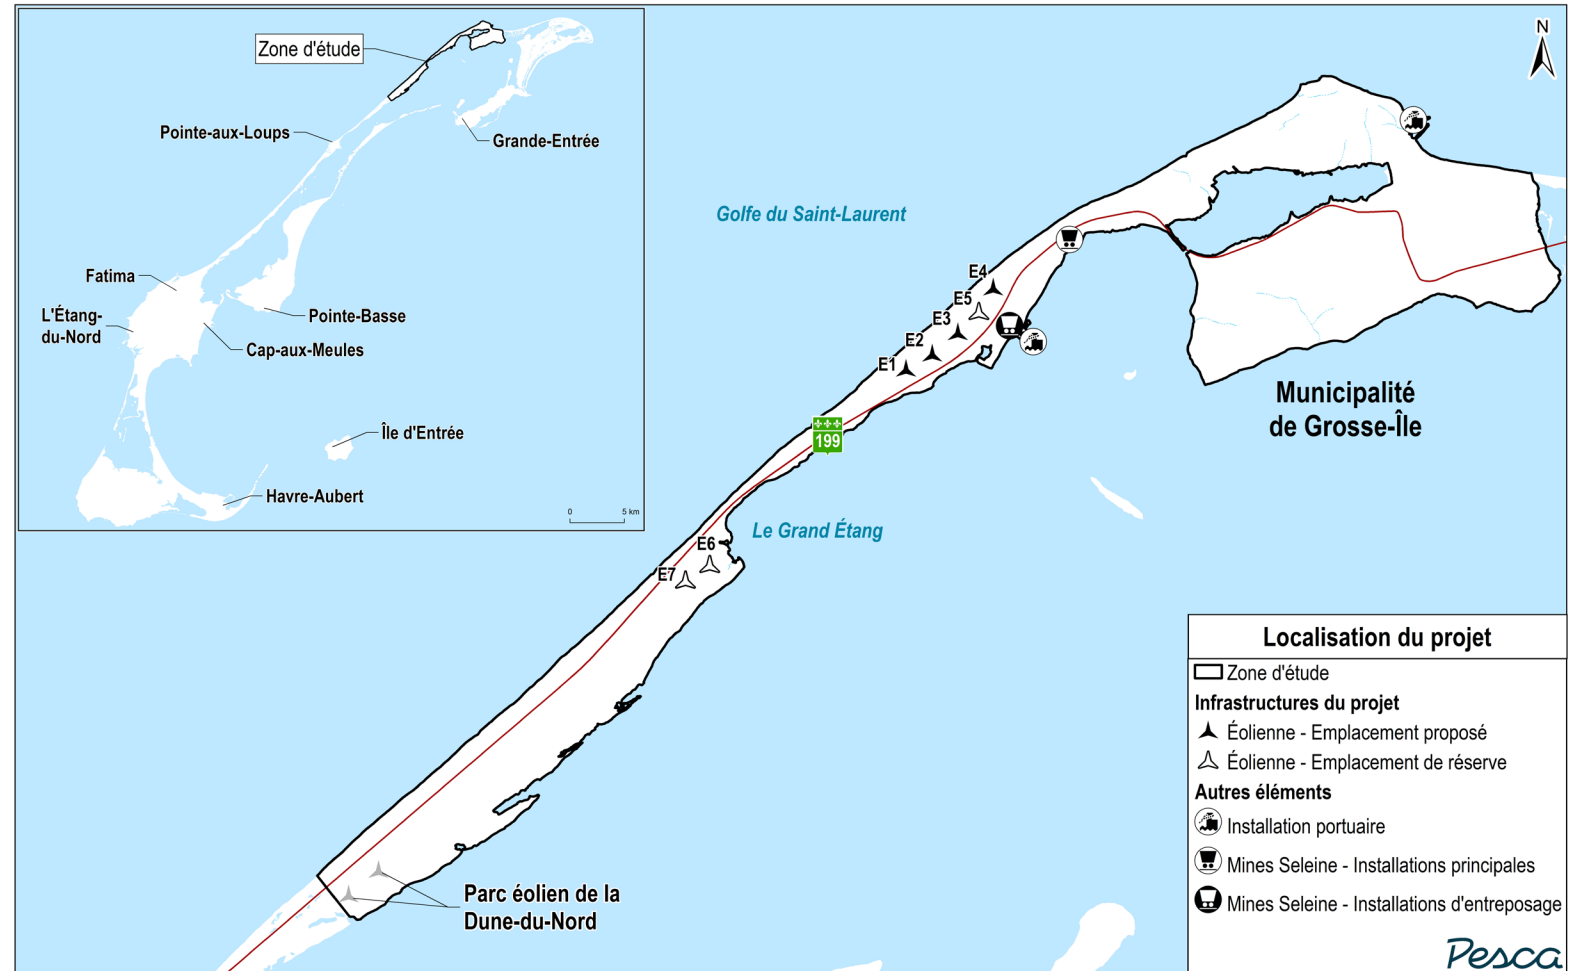 Zone d'étude
Pointe-aux-Loups
Grande-Entrée
Fatima
L'Étang-
du-Nord
Pointe-Basse
Cap-aux-Meules
Île d'Entrée
Havre-Aubert
0 5 km
N
Golfe du Saint-Laurent
E4
E5
E3
E2
E1
199
Municipalité
de Grosse-Île
Le Grand Étang
E6
E7
Parc éolien de la
Dune-du-Nord
Localisation du projet
Zone d'étude
Infrastructures du projet
Éolienne - Emplacement proposé
Éolienne - Emplacement de réserve
Autres éléments
Installation portuaire
Mines Seleine - Installations principales
Mines Seleine - Installations d'entreposage
Pesca